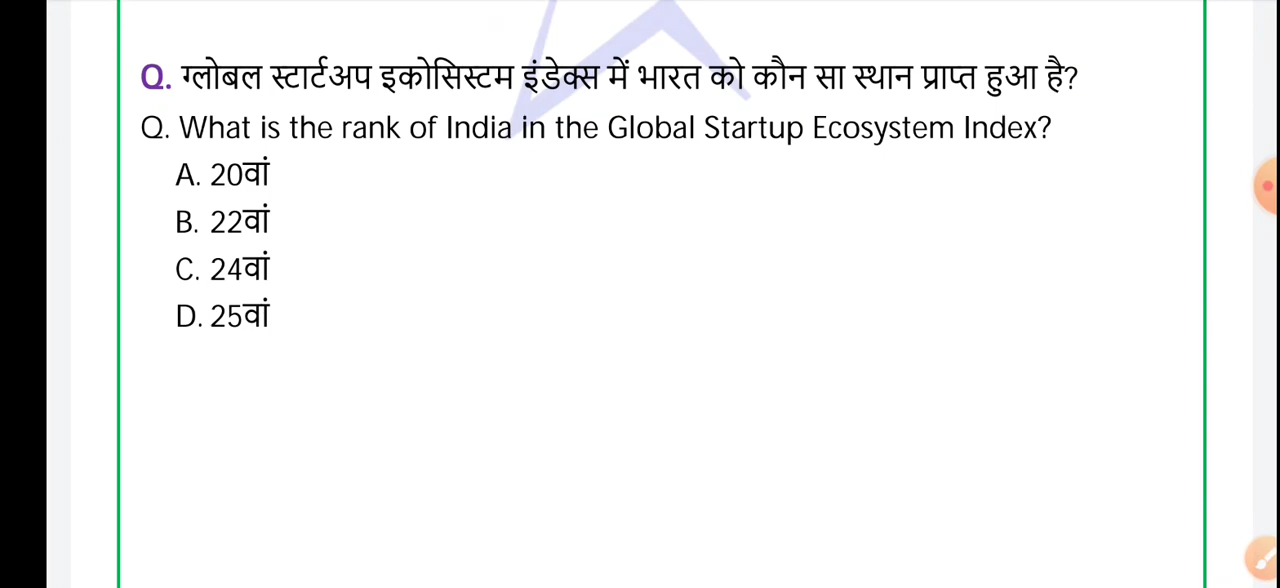 Q. ग्लोबल स्टार्टअप इकोसिस्टम इंडेक्स में भारत को कौन सा स्थान प्राप्त हुआ है?
Q. What is the rank of India in the Global Startup Ecosystem Index?
A. 20वां
B. 22वां
C. 24वां
D. 25वां